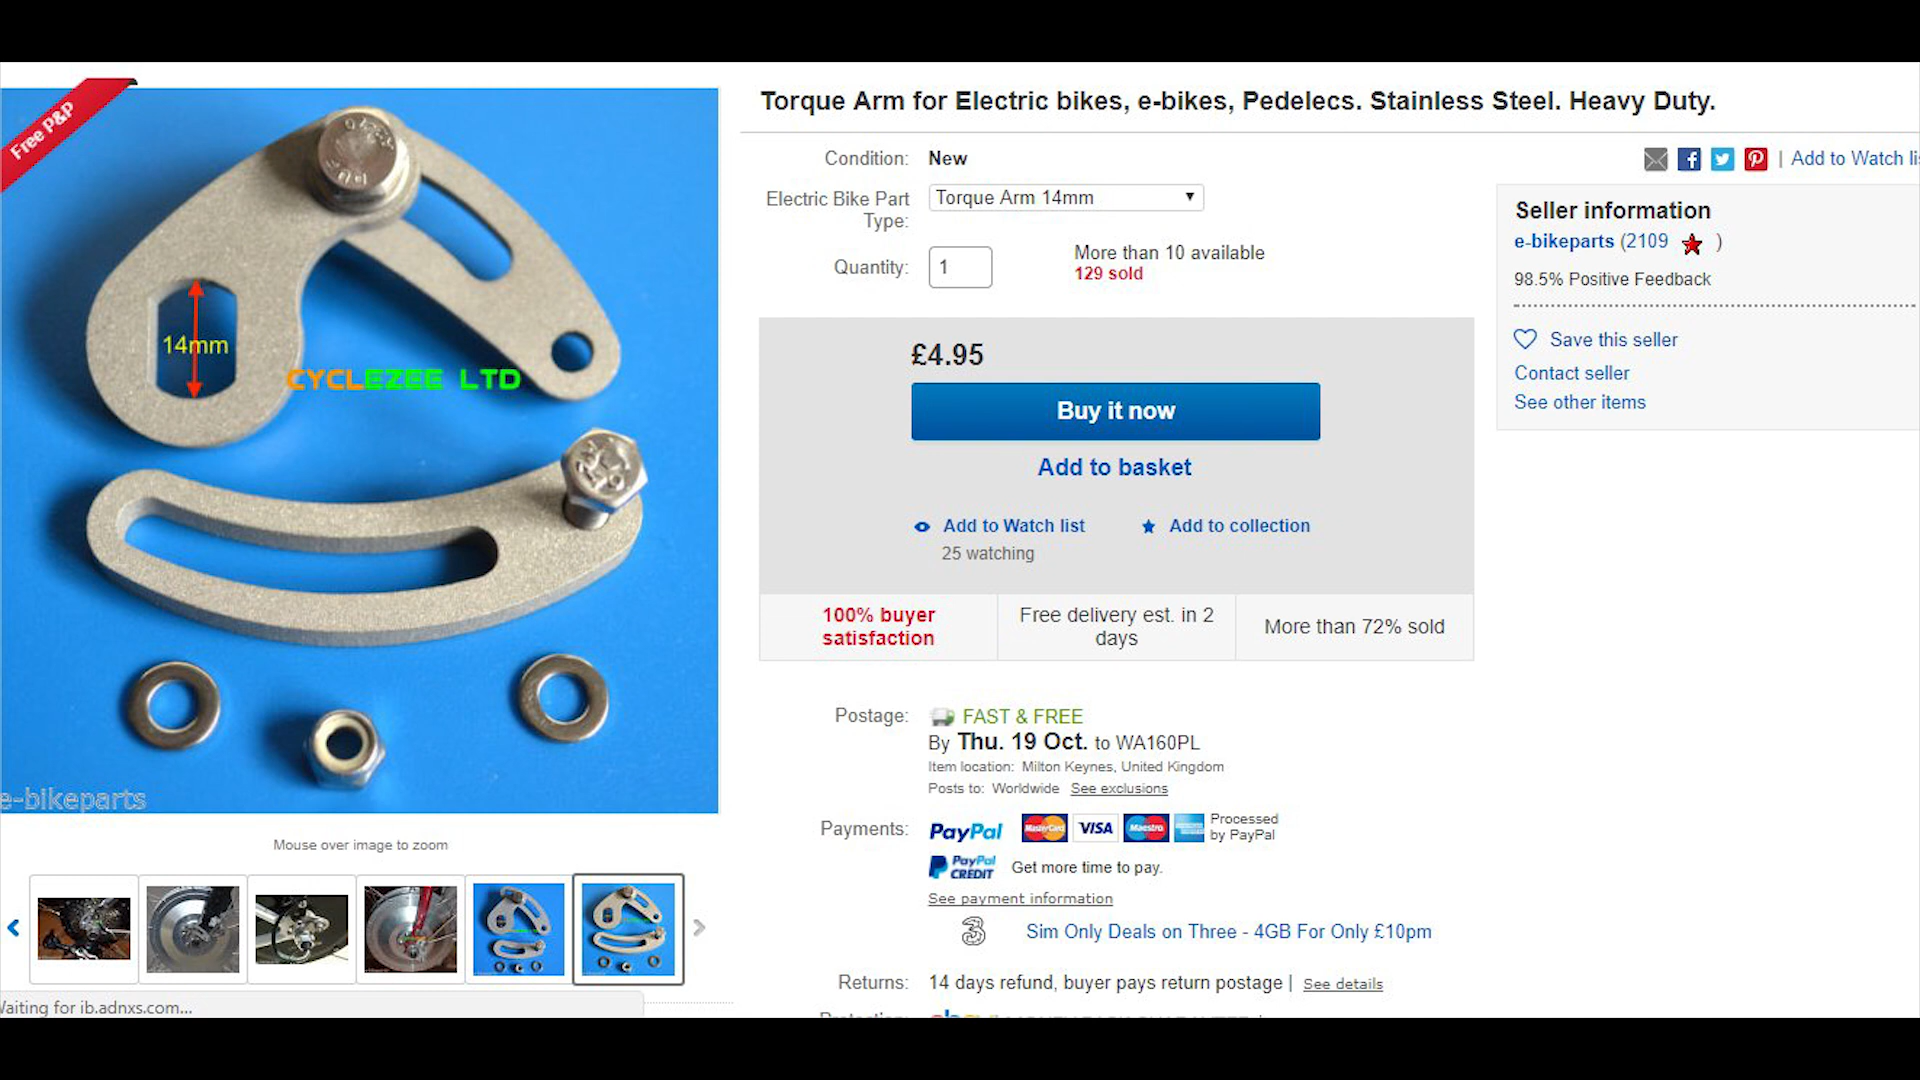 Free P&P
14mm
CYCLEZEE LTD
e-bikeparts
Mouse over image to zoom
Waiting for ib.adnxs.com...
Torque Arm for Electric bikes, e-bikes, Pedelecs. Stainless Steel. Heavy Duty.
Condition: New
Electric Bike Part Type: Torque Arm 14mm
Quantity: 1
More than 10 available
129 sold
£4.95
Buy it now
Add to basket
Add to Watch list
25 watching
Add to collection
100% buyer
satisfaction
Free delivery est. in 2
days
More than 72% sold
Postage: FAST & FREE
By Thu. 19 Oct. to WA160PL
Item location: Milton Keynes, United Kingdom
Posts to: Worldwide See exclusions
Payments: PayPal MasterCard VISA Maestro Processed
by PayPal
PayPal
CREDIT Get more time to pay.
See payment information
3 Sim Only Deals on Three - 4GB For Only £10pm
Returns: 14 days refund, buyer pays return postage | See details
| Add to Watch li
Seller information
e-bikeparts (2109 )
98.5% Positive Feedback
Save this seller
Contact seller
See other items